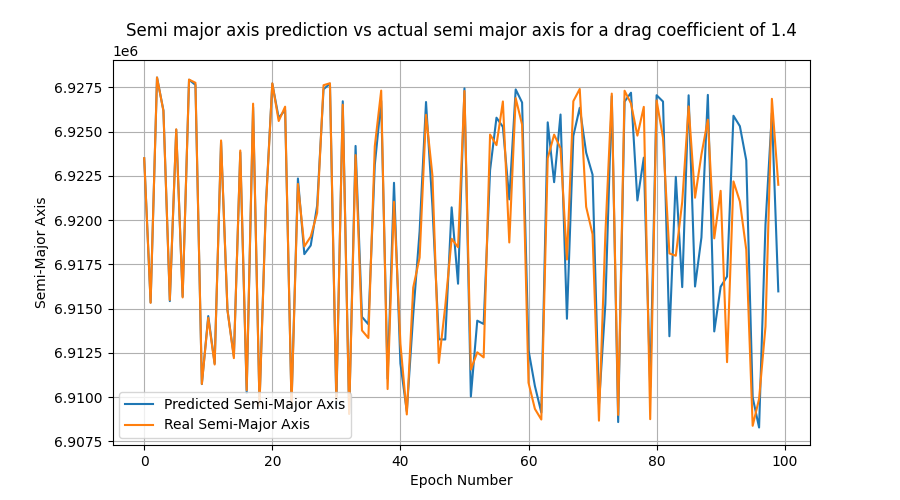 Semi major axis prediction vs actual semi major axis for a drag coefficient of 1.4
1e6
6.9275
6.9250
6.9225
6.9200
6.9175
6.9150
6.9125
6.9100
6.9075
Semi-Major Axis
Predicted Semi-Major Axis
Real Semi-Major Axis
0 20 40 60 80 100
Epoch Number